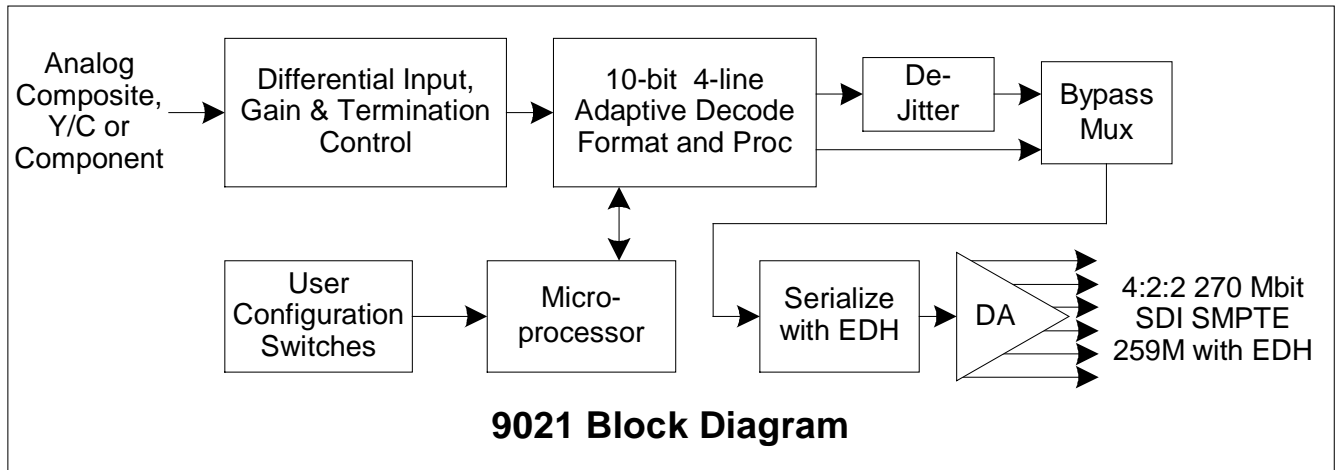 Analog
Composite,
Y/C or
Component
Differential Input,
Gain & Termination
Control
10-bit 4-line
Adaptive Decode
Format and Proc
De-
Jitter
Bypass
Mux
User
Configuration
Switches
Micro-
processor
Serialize
with EDH
DA
4:2:2 270 Mbit
SDI SMPTE
259M with EDH
9021 Block Diagram